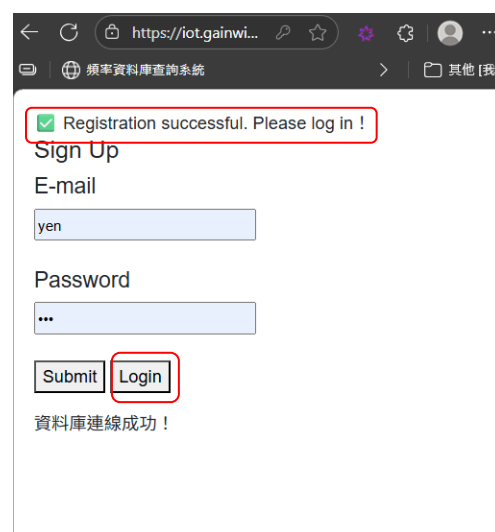 https://iot.gainwi...
頻率資料庫查詢系統
其他 [我
✅ Registration successful. Please log in！
Sign Up
E-mail
yen
Password
•••
Submit Login
資料庫連線成功！